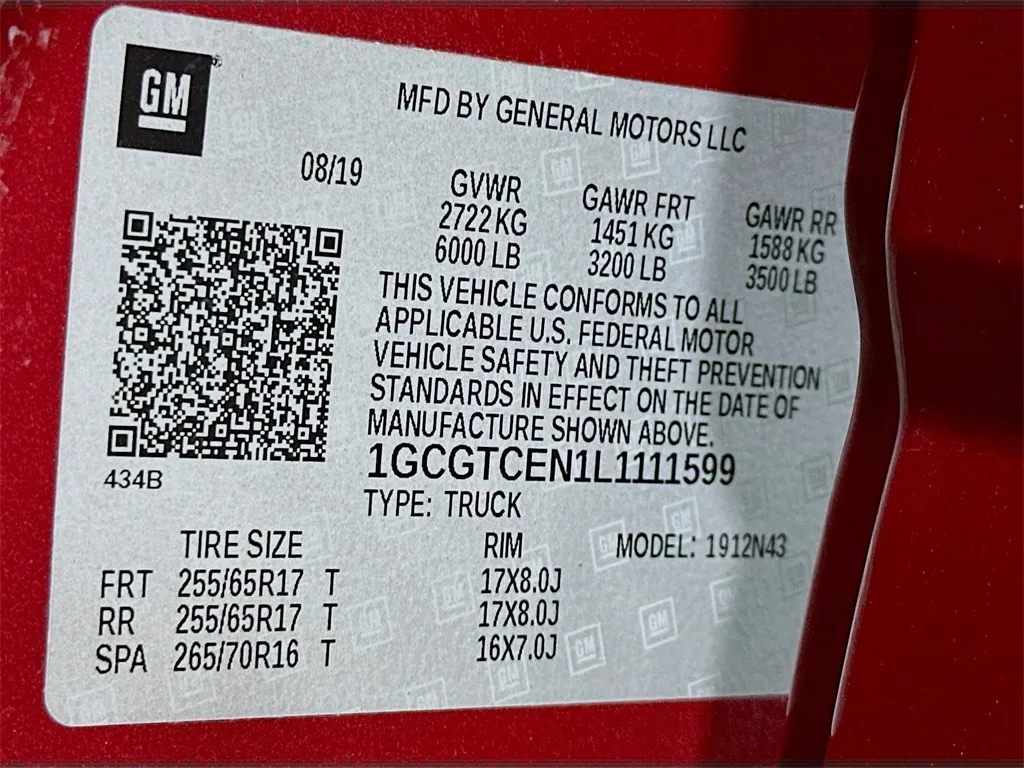 GM
MFD BY GENERAL MOTORS LLC
08/19
GVWR GAWR FRT GAWR RR
2722 KG 1451 KG 1588 KG
6000 LB 3200 LB 3500 LB
THIS VEHICLE CONFORMS TO ALL
APPLICABLE U.S. FEDERAL MOTOR
VEHICLE SAFETY AND THEFT PREVENTION
STANDARDS IN EFFECT ON THE DATE OF
MANUFACTURE SHOWN ABOVE.
434B
1GCGTCEN1L1111599
TYPE: TRUCK
TIRE SIZE RIM MODEL: 1912N43
FRT 255/65R17 T 17X8.0J
RR 255/65R17 T 17X8.0J
SPA 265/70R16 T 16X7.0J